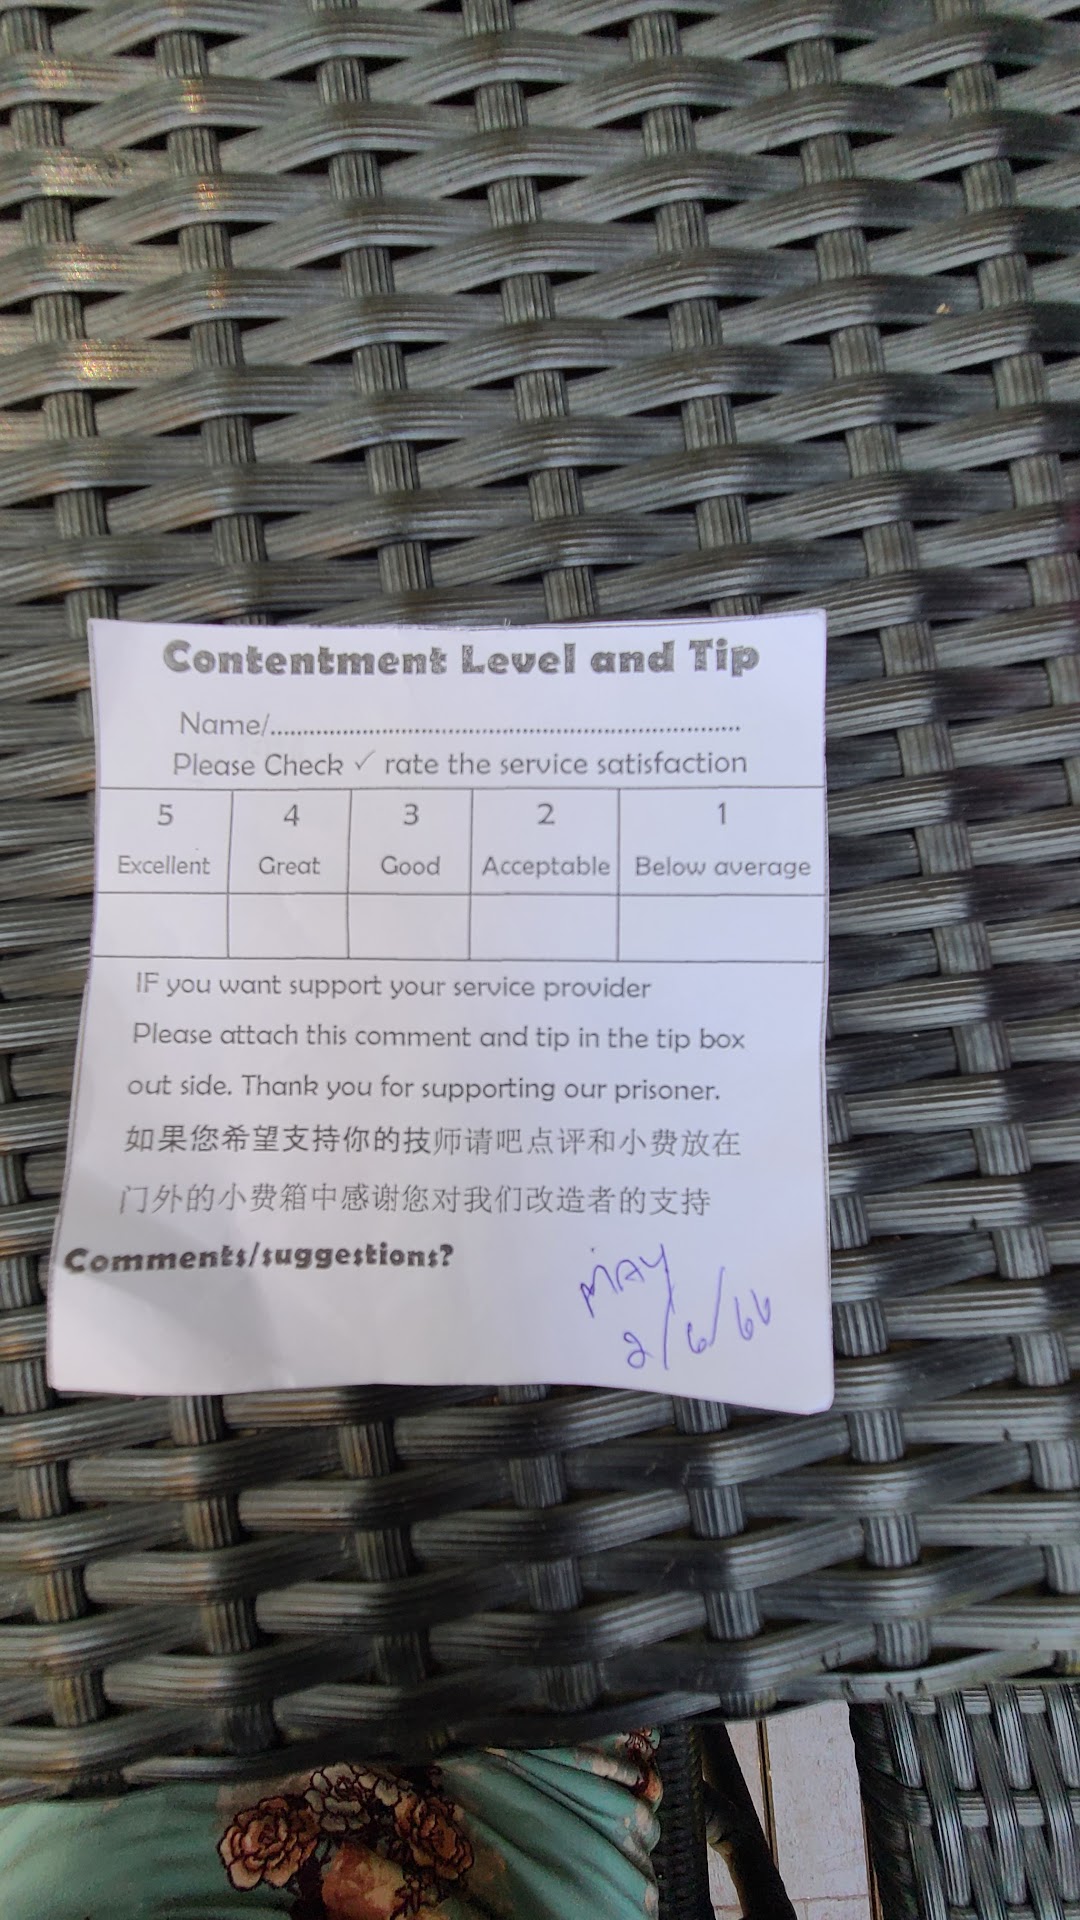 Contentment Level and Tip
Name/.......................................................................
Please Check ✓ rate the service satisfaction
5 4 3 2 1
Excellent Great Good Acceptable Below average
IF you want support your service provider
Please attach this comment and tip in the tip box
out side. Thank you for supporting our prisoner.
如果您希望支持你的技师请吧点评和小费放在
门外的小费箱中感谢您对我们改造者的支持
Comments/suggestions?
MAY
2/6/66